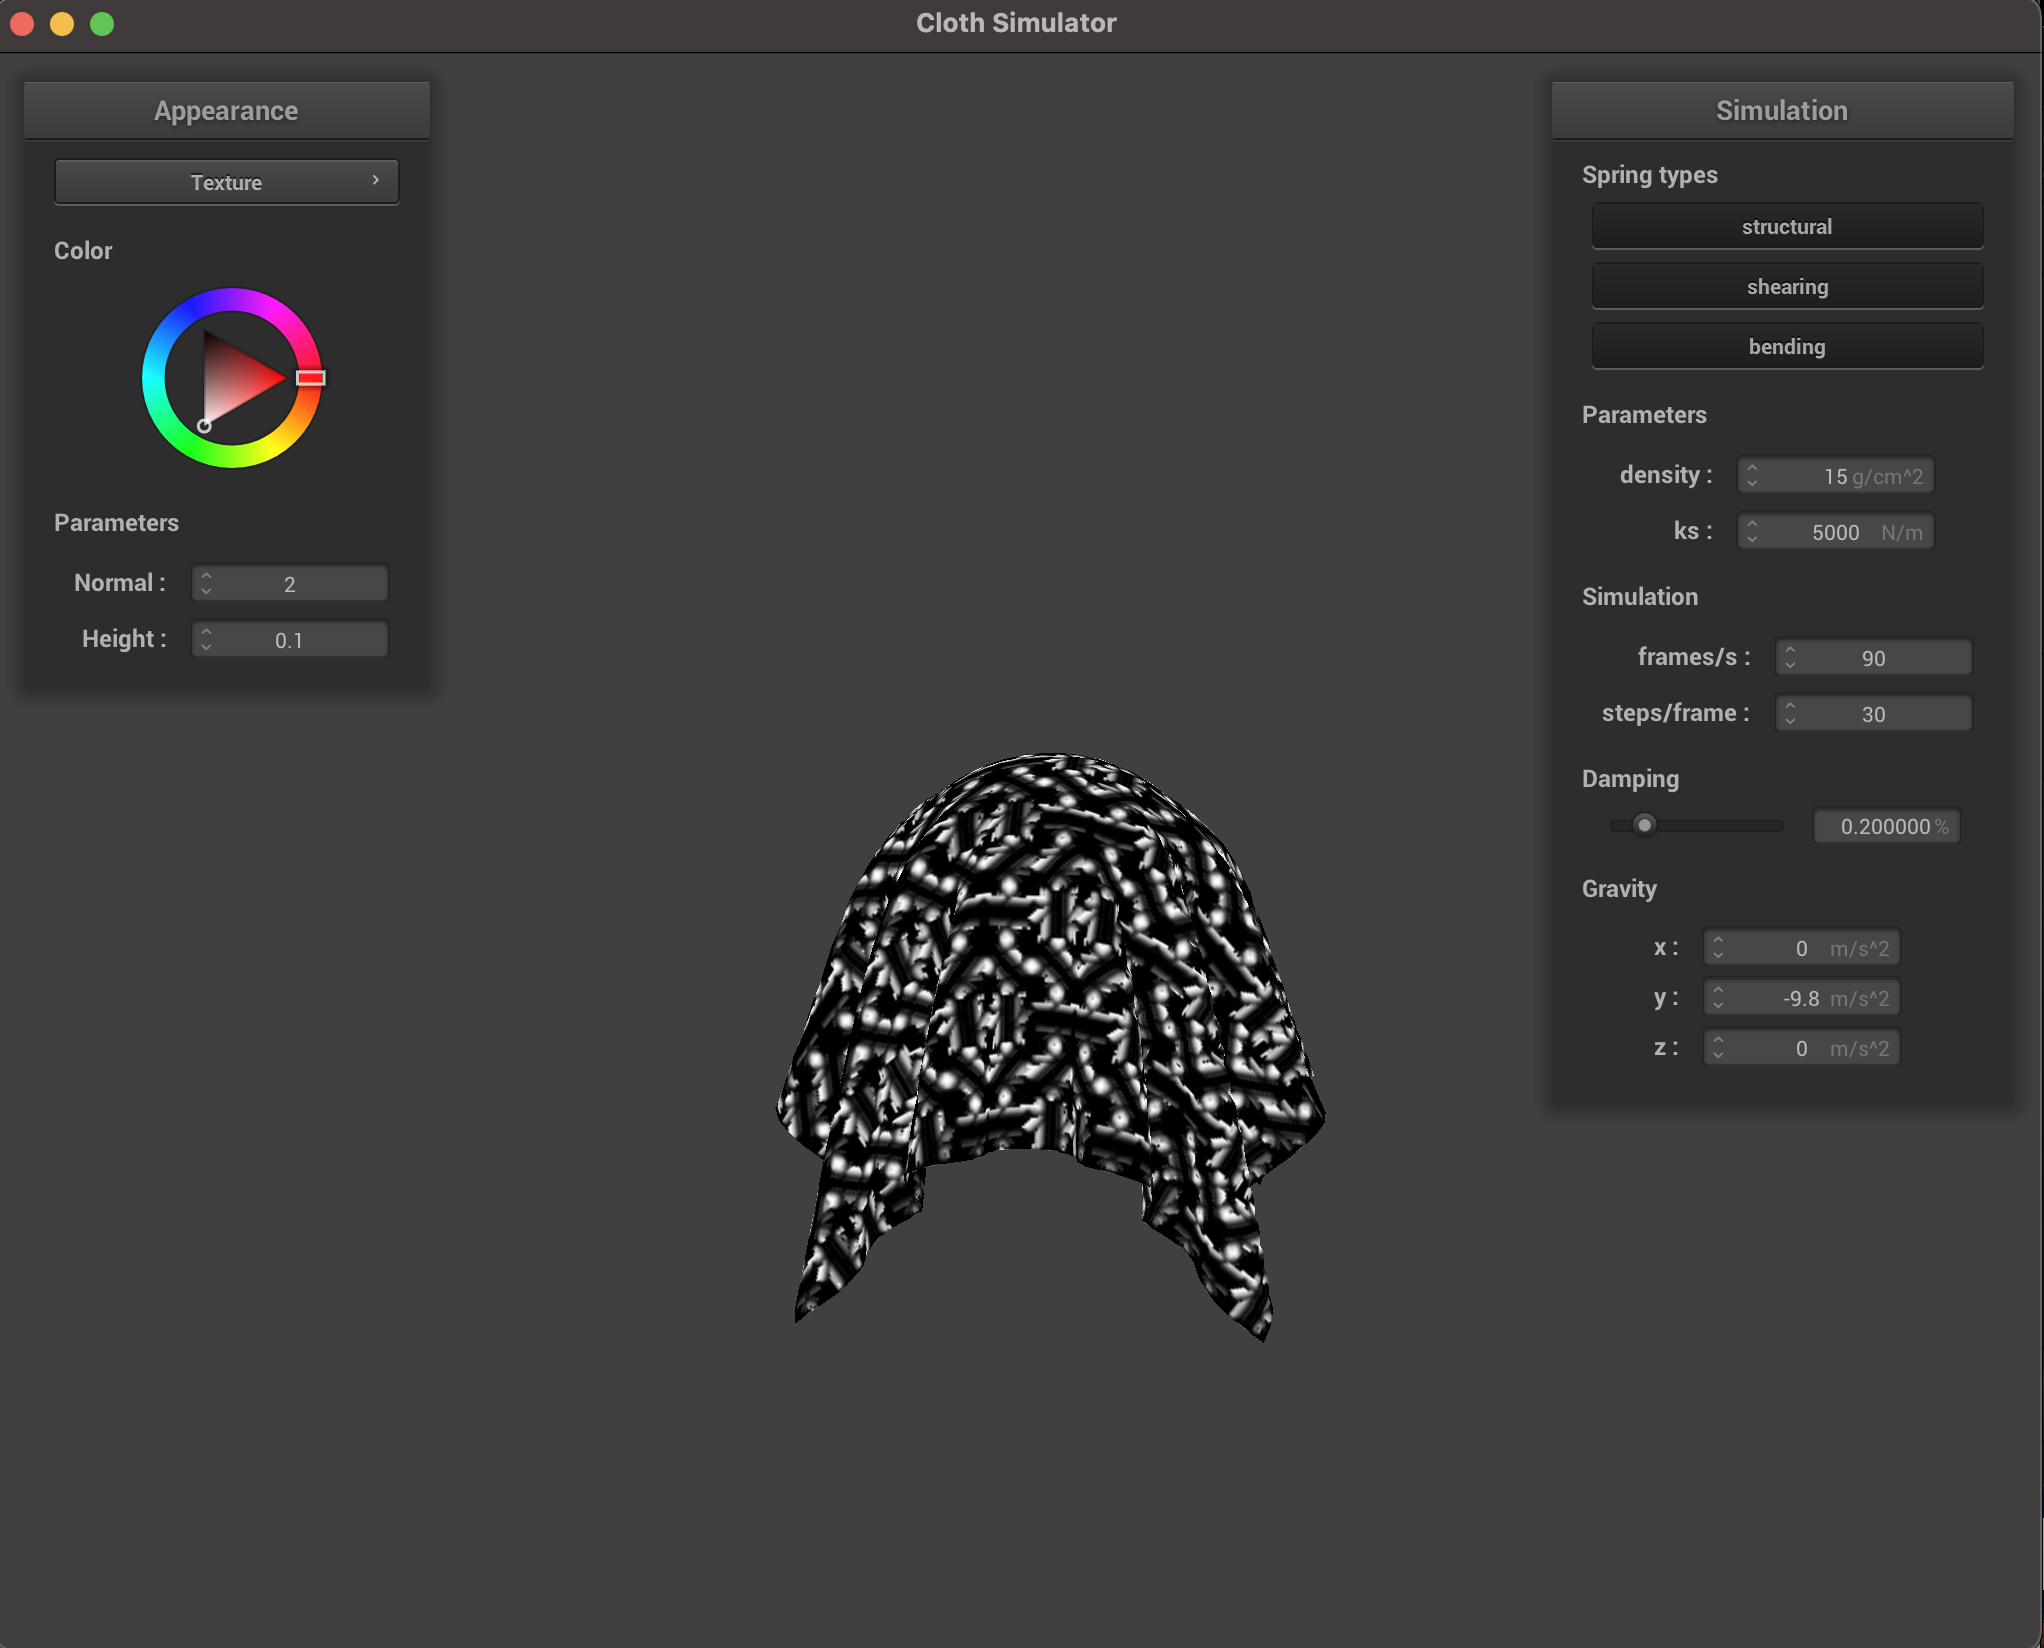 Cloth Simulator
Appearance
Texture
Color
Parameters
Normal : 2
Height : 0.1
Simulation
Spring types
structural
shearing
bending
Parameters
density : 15 g/cm^2
ks : 5000 N/m
Simulation
frames/s : 90
steps/frame : 30
Damping
0.200000 %
Gravity
x : 0 m/s^2
y : -9.8 m/s^2
z : 0 m/s^2